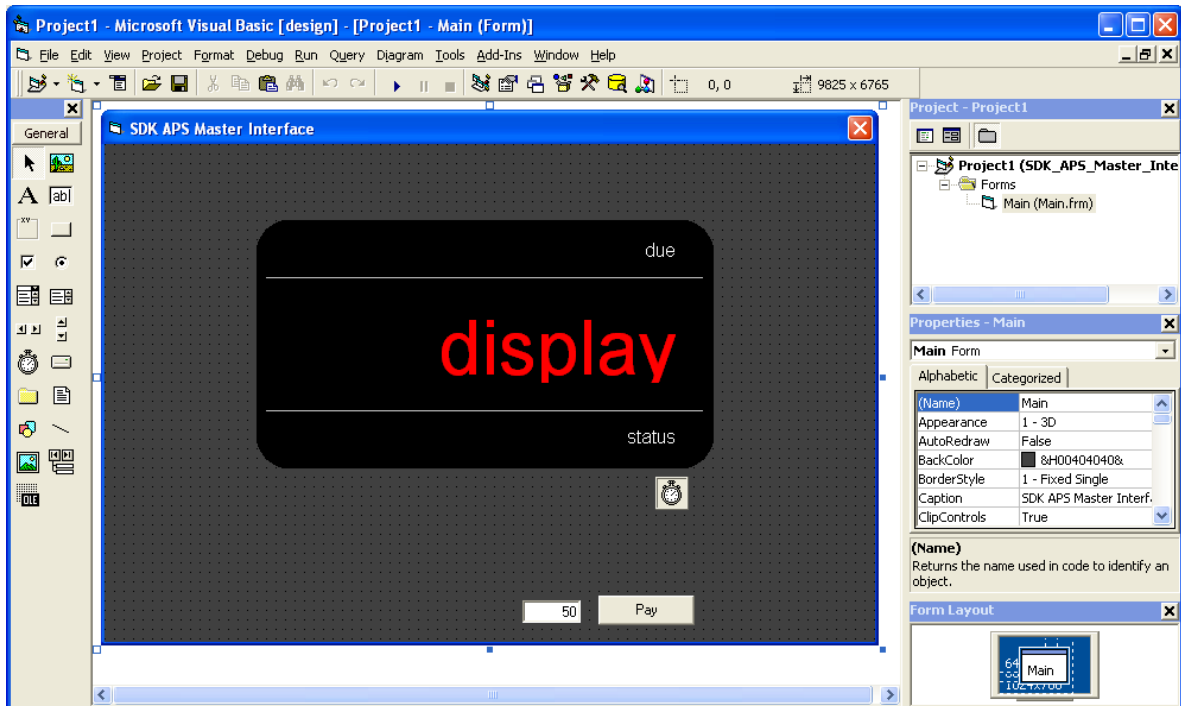 Project1 - Microsoft Visual Basic [design] - [Project1 - Main (Form)]
File Edit View Project Format Debug Run Query Diagram Tools Add-Ins Window Help
0, 0 9825 x 6765
General
A ab|
XY
OLE
SDK APS Master Interface
due
display
status
50 Pay
Project - Project1
Project1 (SDK_APS_Master_Inte
Forms
Main (Main.frm)
Properties - Main
Main Form
Alphabetic Categorized
(Name) Main
Appearance 1 - 3D
AutoRedraw False
BackColor &H00404040&
BorderStyle 1 - Fixed Single
Caption SDK APS Master Interf
ClipControls True
(Name)
Returns the name used in code to identify an
object.
Form Layout
Main